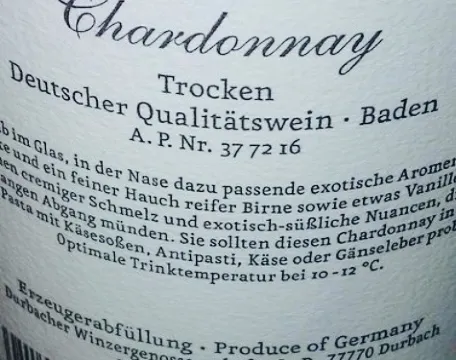 Chardonnay
Trocken
Deutscher Qualitätswein · Baden
A. P. Nr. 37 72 16
im Glas, in der Nase dazu passende exotische Aromen
und ein feiner Hauch reifer Birne sowie etwas Vanille
cremiger Schmelz und exotisch-süßliche Nuancen,
Abgang münden. Sie sollten diesen Chardonnay in
Pasta mit Käsesoßen, Antipasti, Käse oder Gänseleber
Optimale Trinktemperatur bei 10 - 12 °C.
Erzeugerabfüllung · Produce of Germany
Durbacher
77770 Durbach